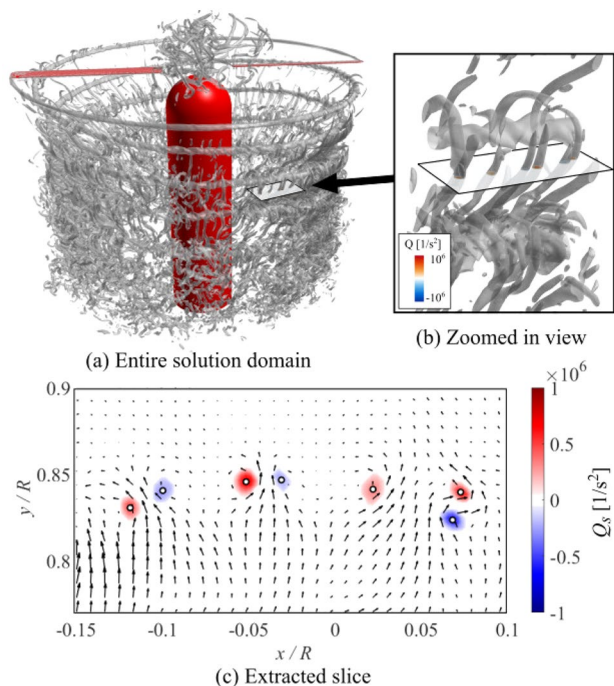 Q [1/s²]
10⁶
-10⁶
(a) Entire solution domain
(b) Zoomed in view
0.9
0.85
0.8
y / R
-0.15
-0.1
-0.05
0
0.05
0.1
x / R
×10⁶
1
0.5
0
-0.5
-1
Qₛ [1/s²]
(c) Extracted slice